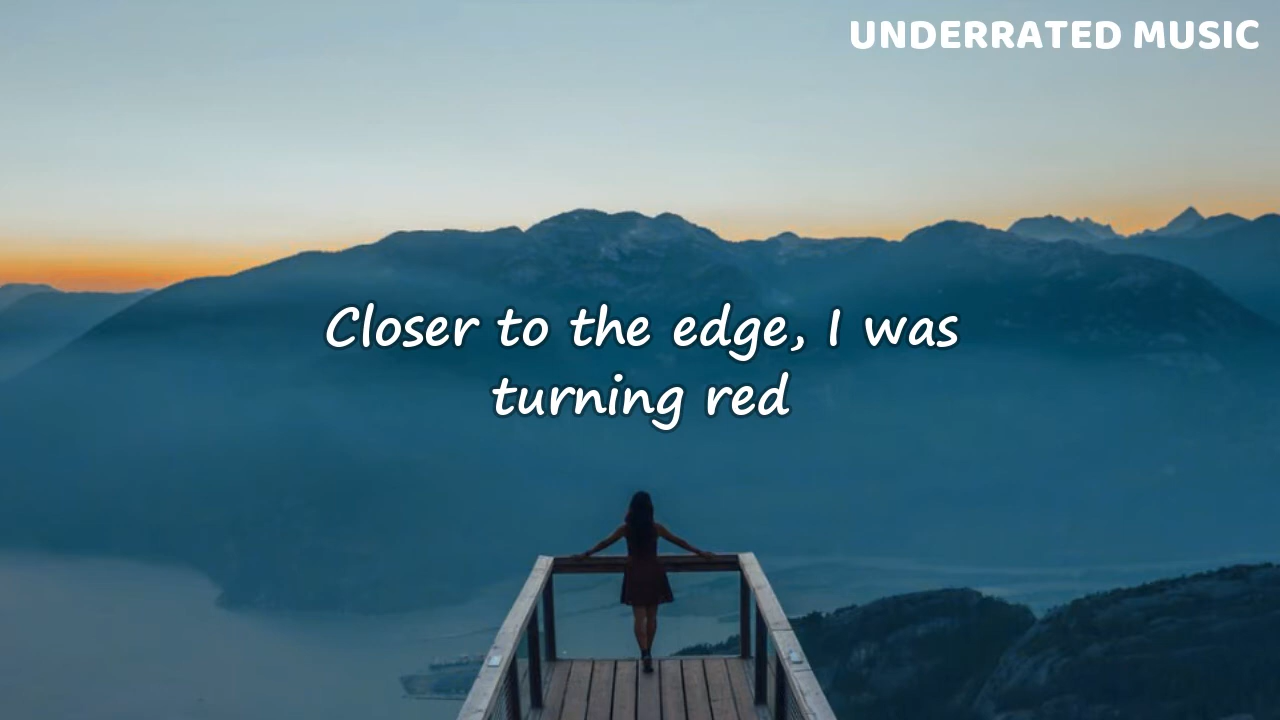 UNDERRATED MUSIC
Closer to the edge, I was
turning red